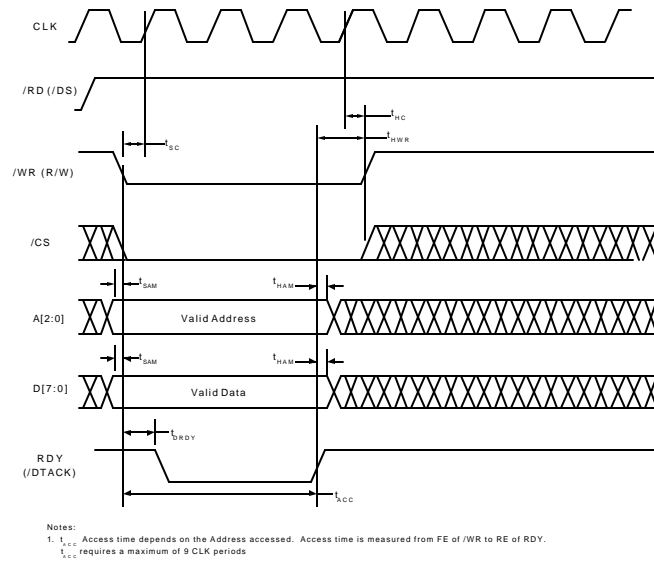 CLK
/RD (/DS)
tHC
tHWR
tSC
/WR (R/W)
/CS
tSAM
tHAM
A[2:0]
Valid Address
tSAM
tHAM
D[7:0]
Valid Data
tDRDY
RDY
(/DTACK)
tACC
Notes:
1. tACC Access time depends on the Address accessed. Access time is measured from FE of /WR to RE of RDY.
tACC requires a maximum of 9 CLK periods